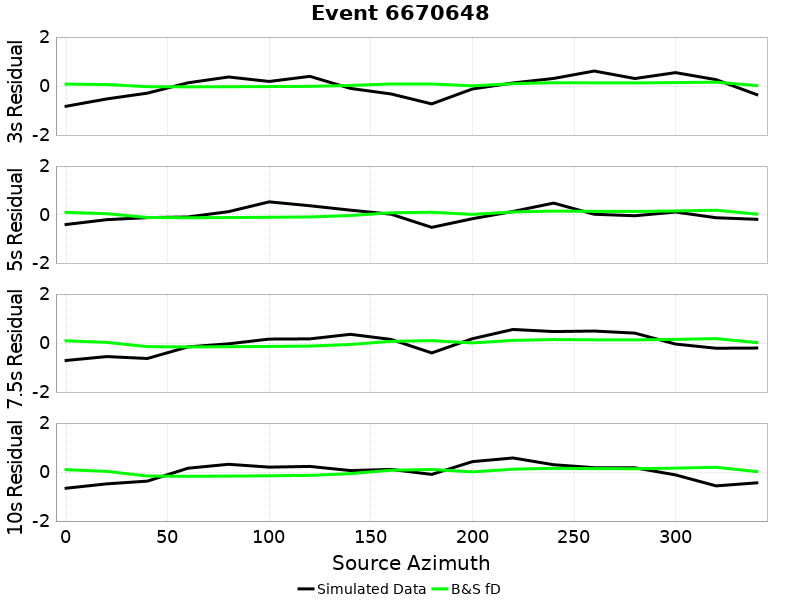 Event 6670648
3s Residual
2
0
-2
5s Residual
2
0
-2
7.5s Residual
2
0
-2
10s Residual
2
0
-2
0 50 100 150 200 250 300
Source Azimuth
Simulated Data B&S fD